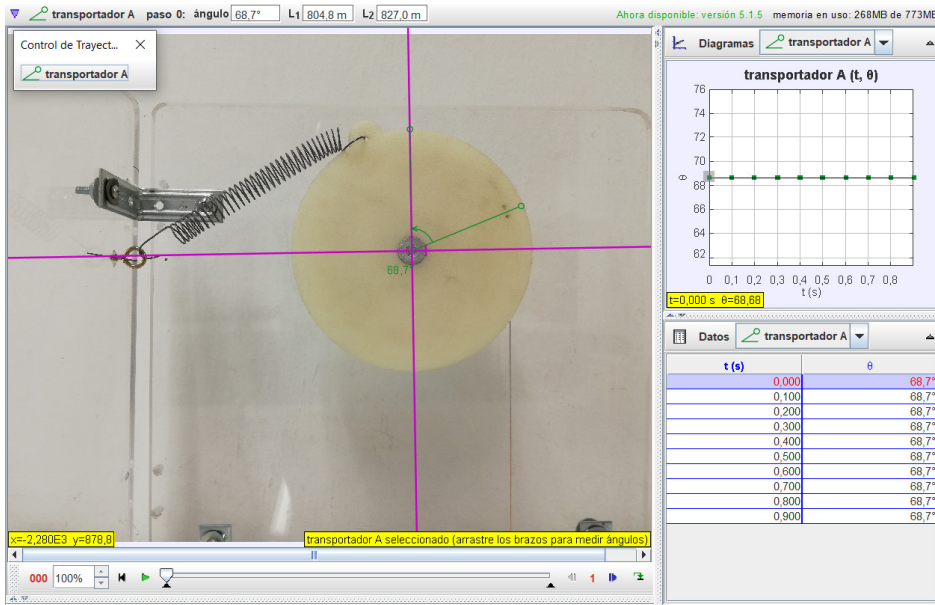 transportador A paso 0: ángulo 68,7° L1 804,8 m L2 827,0 m
Ahora disponible: versión 5.1.5 memoria en uso: 268MB de 773MB
Control de Trayect...
transportador A
68,7
x=-2,280E3 y=878,8
transportador A seleccionado (arrastre los brazos para medir ángulos)
000 100% 1
Diagramas transportador A
transportador A (t, θ)
76
74
72
70
68
66
64
62
θ
0 0,1 0,2 0,3 0,4 0,5 0,6 0,7 0,8
t (s)
t=0,000 s θ=68,68
Datos transportador A
t (s) θ
0,000 68,7°
0,100 68,7°
0,200 68,7°
0,300 68,7°
0,400 68,7°
0,500 68,7°
0,600 68,7°
0,700 68,7°
0,800 68,7°
0,900 68,7°